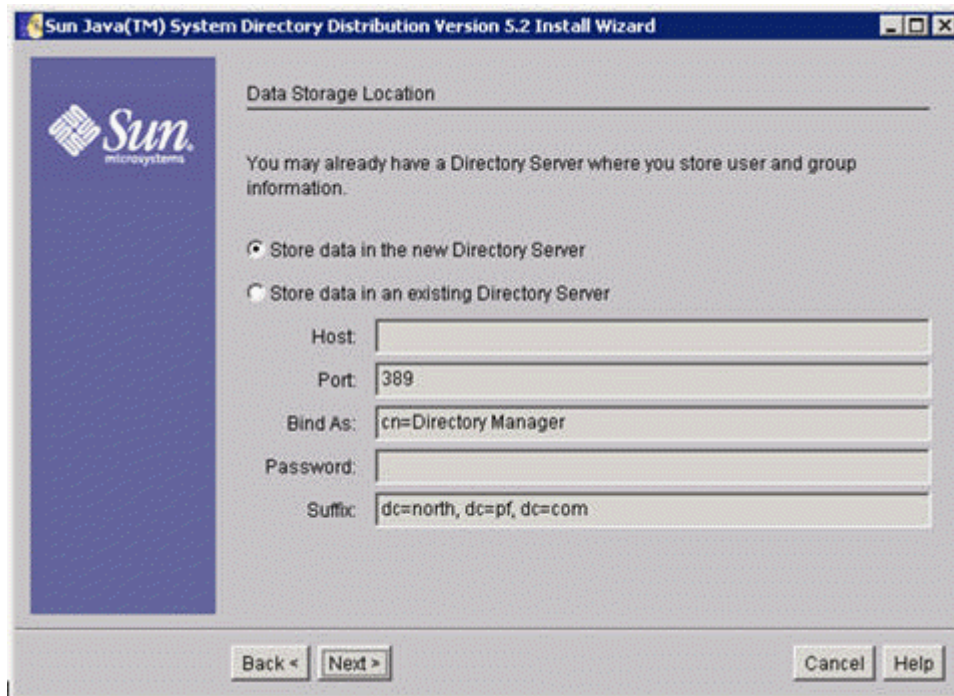 Sun Java(TM) System Directory Distribution Version 5.2 Install Wizard
Sun.
microsystems
Data Storage Location
You may already have a Directory Server where you store user and group
information.
Store data in the new Directory Server
Store data in an existing Directory Server
Host:
Port: 389
Bind As: cn=Directory Manager
Password:
Suffix: dc=north, dc=pf, dc=com
Back < Next > Cancel Help